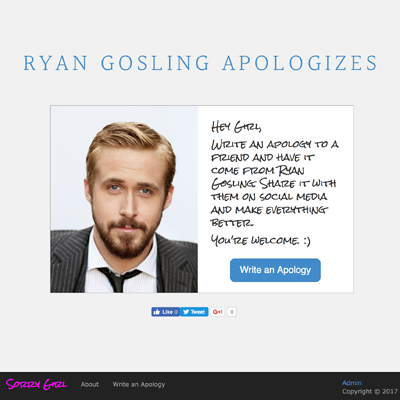 RYAN GOSLING APOLOGIZES
Hey Girl,
Write an apology to a
friend and have it
come from Ryan
Gosling. Share it with
them on social media
and make everything
better.
You're welcome. :)
Write an Apology
Like 0 Tweet G+1 0
Sorry Girl About Write an Apology Admin
Copyright © 2017